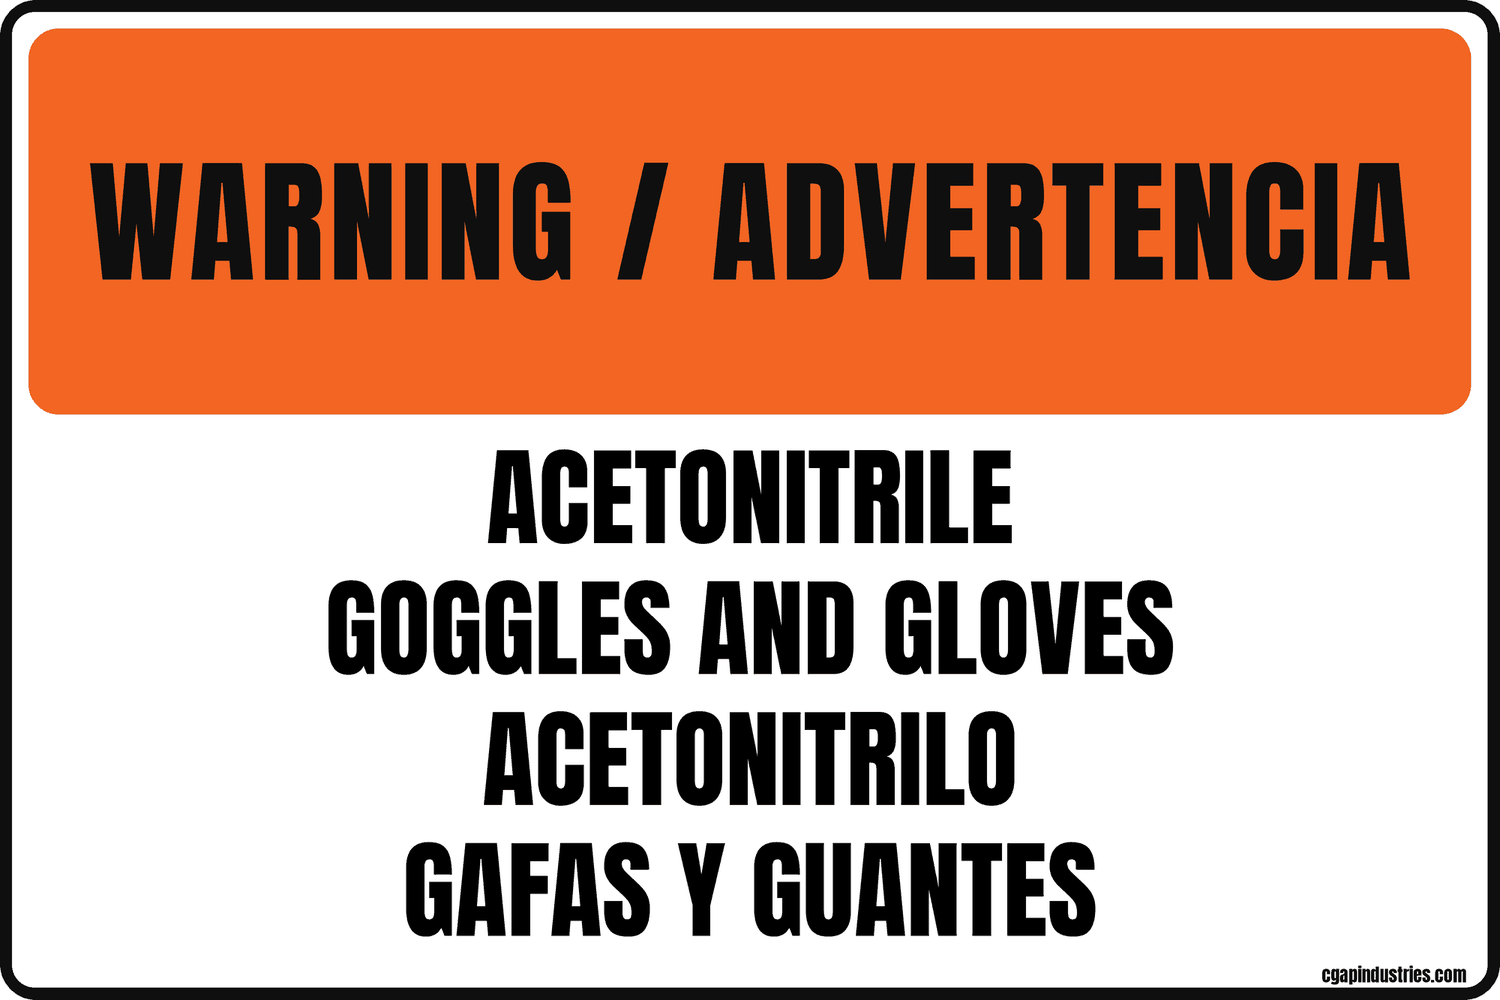 WARNING / ADVERTENCIA
ACETONITRILE
GOGGLES AND GLOVES
ACETONITRILO
GAFAS Y GUANTES
cgapindustries.com